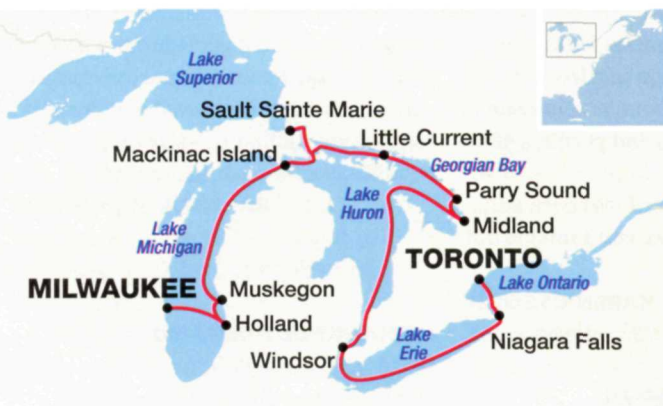 Lake
Superior
Sault Sainte Marie
Little Current
Mackinac Island
Georgian Bay
Parry Sound
Lake
Huron
Midland
Lake
Michigan
TORONTO
Lake Ontario
MILWAUKEE
Muskegon
Holland
Niagara Falls
Lake
Erie
Windsor